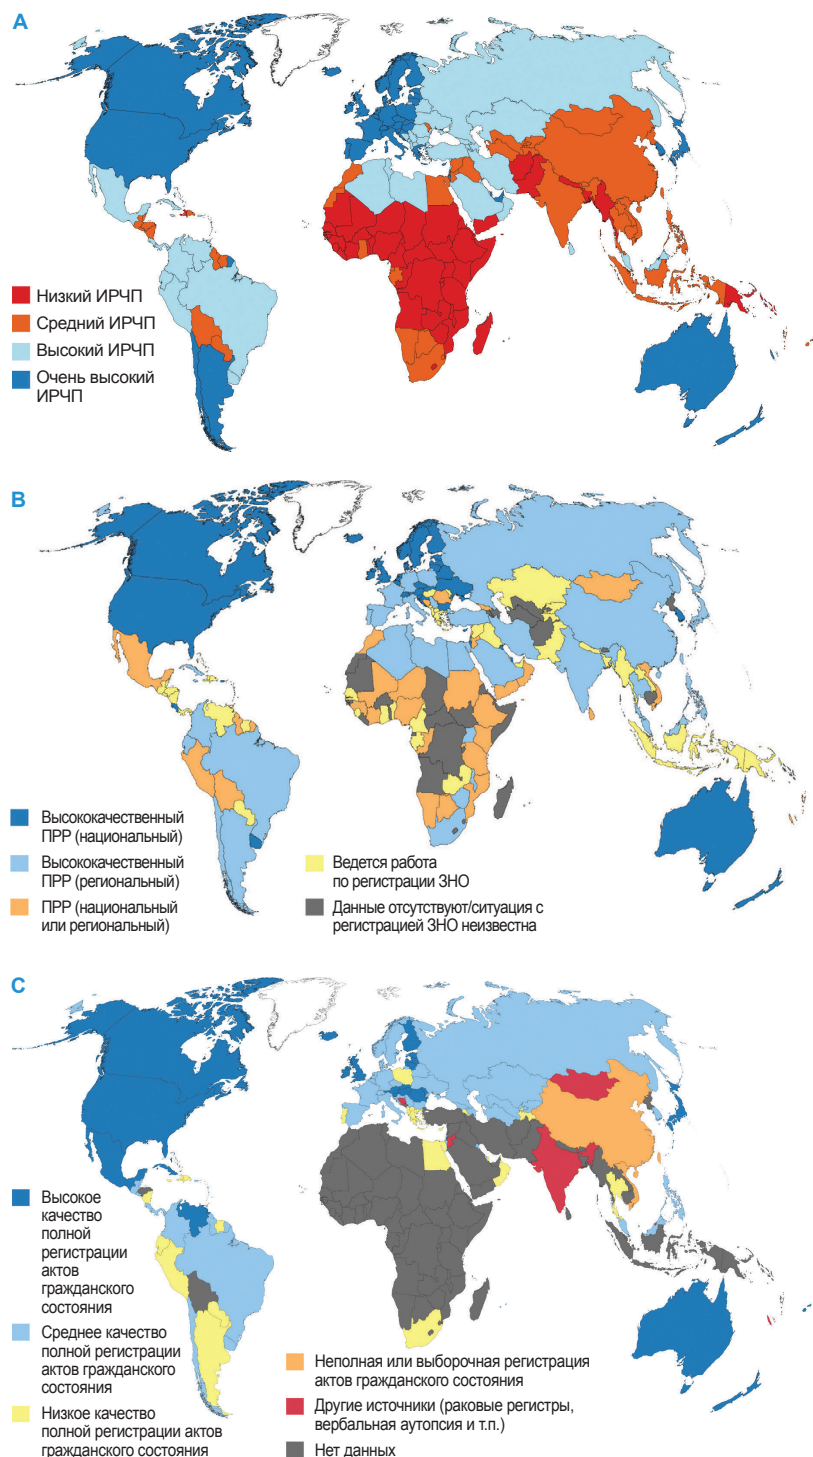 A
Низкий ИРЧП
Средний ИРЧП
Высокий ИРЧП
Очень высокий
ИРЧП
B
Высококачественный
ПРР (национальный)
Высококачественный
ПРР (региональный)
ПРР (национальный
или региональный)
Ведется работа
по регистрации ЗНО
Данные отсутствуют/ситуация с
регистрацией ЗНО неизвестна
C
Высокое
качество
полной
регистрации
актов
гражданского
состояния
Среднее качество
полной регистрации
актов гражданского
состояния
Низкое качество
полной регистрации актов
гражданского состояния
Неполная или выборочная регистрация
актов гражданского состояния
Другие источники (раковые регистры,
вербальная аутопсия и т.п.)
Нет данных